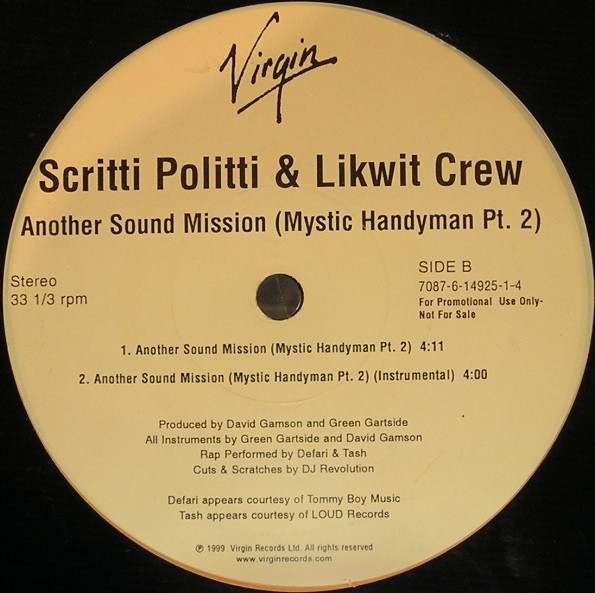 Virgin
Scritti Politti & Likwit Crew
Another Sound Mission (Mystic Handyman Pt. 2)
Stereo
33 1/3 rpm
SIDE B
7087-6-14925-1-4
For Promotional Use Only-
Not For Sale
1. Another Sound Mission (Mystic Handyman Pt. 2) 4:11
2. Another Sound Mission (Mystic Handyman Pt. 2) (Instrumental) 4:00
Produced by David Gamson and Green Gartside
All Instruments by Green Gartside and David Gamson
Rap Performed by Defari & Tash
Cuts & Scratches by DJ Revolution
Defari appears courtesy of Tommy Boy Music
Tash appears courtesy of LOUD Records
℗ 1999 Virgin Records Ltd. All rights reserved
www.virginrecords.com